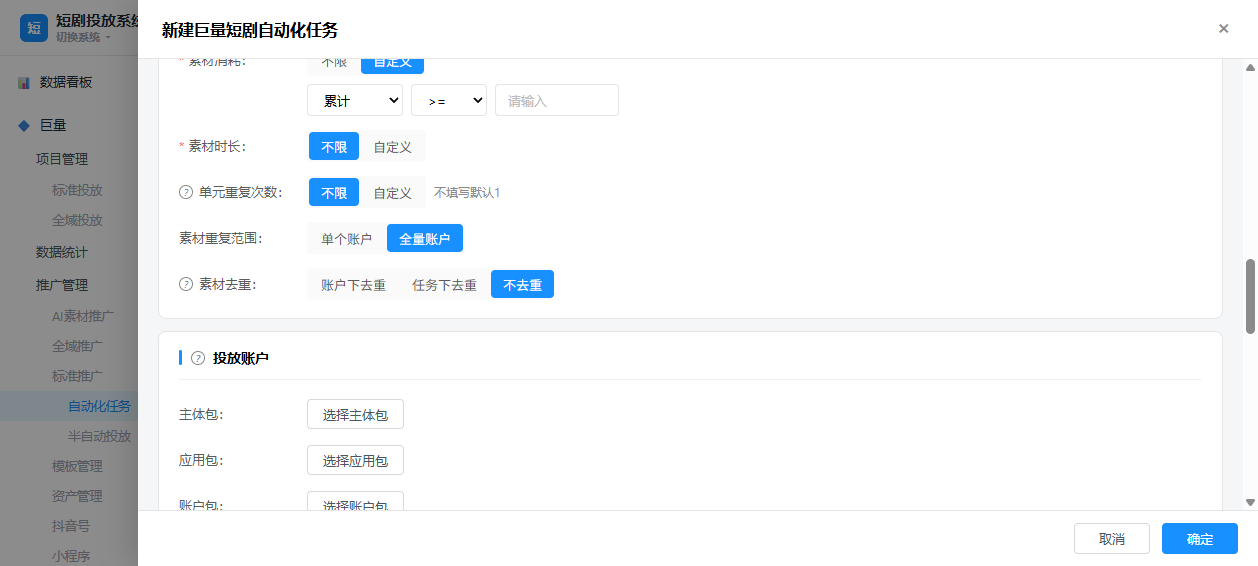 短
短剧投放系统
切换系统
数据看板
巨量
项目管理
标准投放
全域投放
数据统计
推广管理
AI素材推广
全域推广
标准推广
自动化任务
半自动投放
模板管理
资产管理
抖音号
小程序
新建巨量短剧自动化任务
×
* 素材消耗: 不限 自定义
累计 >= 请输入
* 素材时长: 不限 自定义
? 单元重复次数: 不限 自定义 不填写默认1
素材重复范围: 单个账户 全量账户
? 素材去重: 账户下去重 任务下去重 不去重
? 投放账户
主体包: 选择主体包
应用包: 选择应用包
账户包: 选择账户包
取消 确定